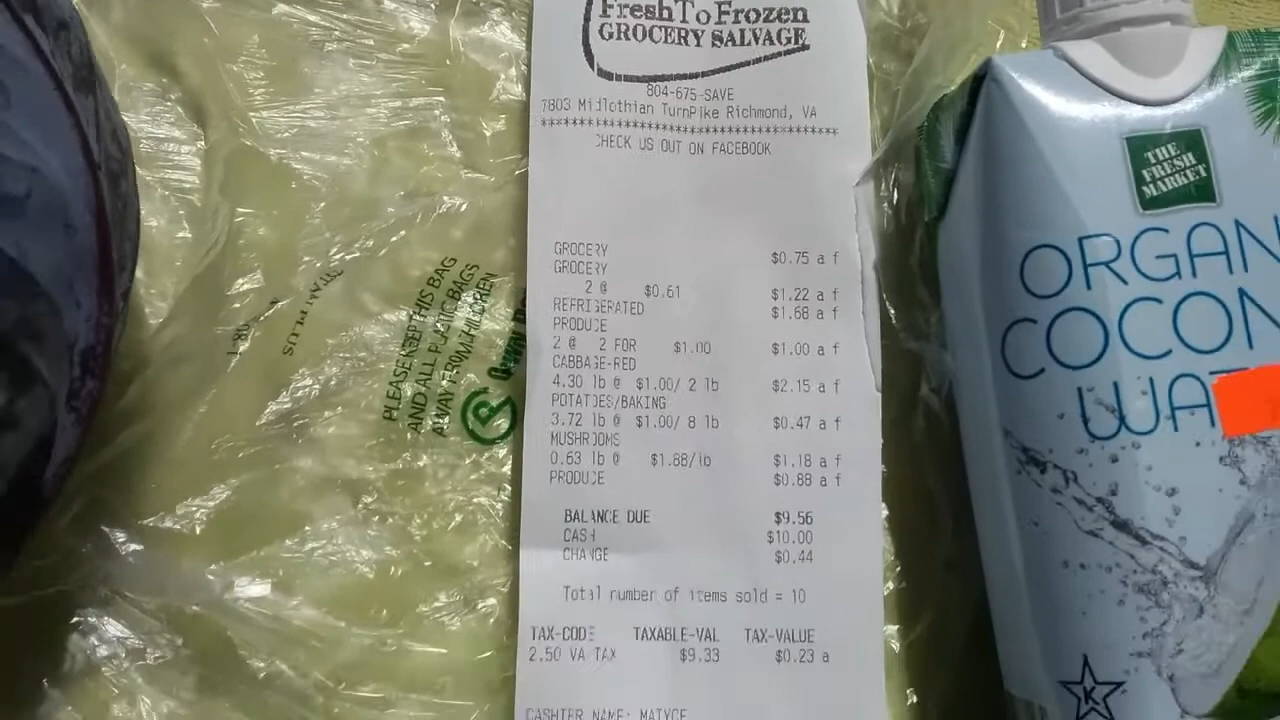 FreshToFrozen
GROCERY SALVAGE
804-675-SAVE
7803 Midlothian TurnPike Richmond, VA
****************************************
CHECK US OUT ON FACEBOOK
GROCERY $0.75 a f
GROCERY
2 @ $0.61 $1.22 a f
REFRIGERATED $1.68 a f
PRODUCE
2 @ 2 FOR $1.00 $1.00 a f
CABBAGE-RED
4.30 lb @ $1.00/ 2 lb $2.15 a f
POTATOES/BAKING
3.72 lb @ $1.00/ 8 lb $0.47 a f
MUSHROOMS
0.63 lb @ $1.88/lb $1.18 a f
PRODUCE $0.88 a f
BALANCE DUE $9.56
CASH $10.00
CHANGE $0.44
Total number of items sold = 10
TAX-CODE TAXABLE-VAL TAX-VALUE
2.50 VA TAX $9.33 $0.23 a
CASHIER NAME: MATYCE
PLEASE KEEP THIS BAG
AND ALL PLASTIC BAGS
AWAY FROM CHILDREN
THE
FRESH
MARKET
ORGAN
COCON
WAT
K